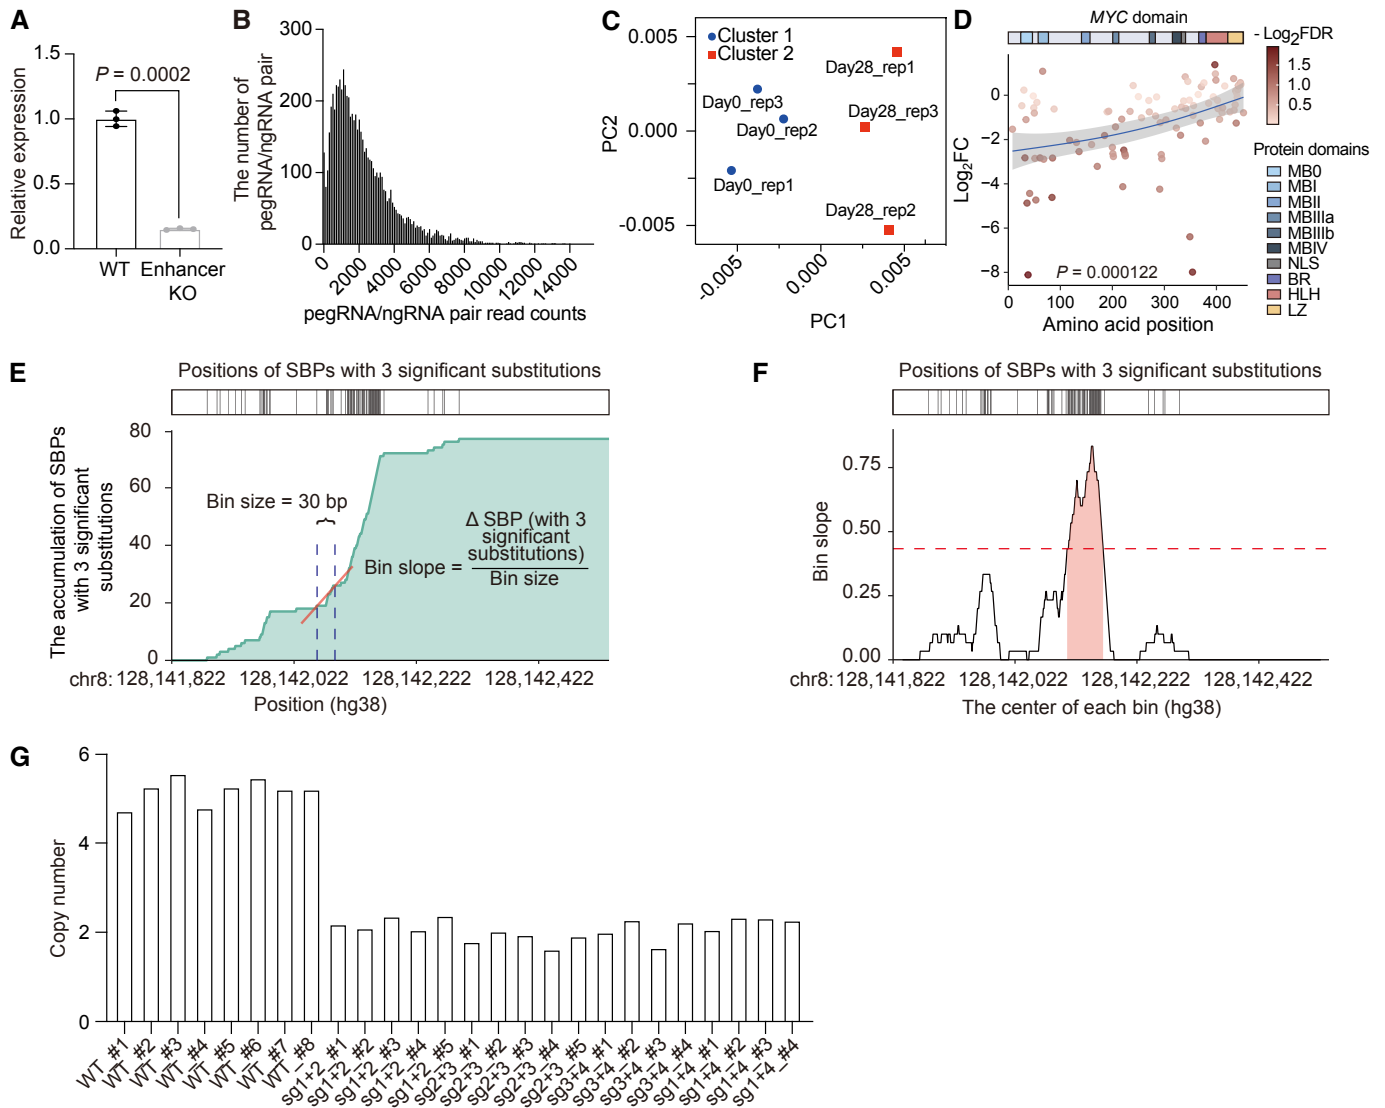 A
Relative expression
1.5
1.0
0.5
0.0
P = 0.0002
WT
Enhancer
KO
B
The number of
pegRNA/ngRNA pair
300
200
100
0
0
2000
4000
6000
8000
10000
12000
14000
pegRNA/ngRNA pair read counts
C
PC2
0.005
0.000
-0.005
Cluster 1
Cluster 2
Day28_rep1
Day0_rep3
Day28_rep3
Day0_rep2
Day0_rep1
Day28_rep2
-0.005
0.000
0.005
PC1
D
MYC domain
Log2FC
0
−2
−4
−6
−8
P = 0.000122
0
100
200
300
400
Amino acid position
- Log2FDR
1.5
1.0
0.5
Protein domains
MB0
MBI
MBII
MBIIIa
MBIIIb
MBIV
NLS
BR
HLH
LZ
E
Positions of SBPs with 3 significant substitutions
The accumulation of SBPs
with 3 significant
substitutions
80
60
40
20
0
Bin size = 30 bp
Δ SBP (with 3
significant
substitutions)
Bin slope =
Bin size
chr8: 128,141,822
128,142,022
128,142,222
128,142,422
Position (hg38)
F
Positions of SBPs with 3 significant substitutions
Bin slope
0.75
0.50
0.25
0.00
chr8: 128,141,822
128,142,022
128,142,222
128,142,422
The center of each bin (hg38)
G
Copy number
6
4
2
0
WT_#1
WT_#2
WT_#3
WT_#4
WT_#5
WT_#6
WT_#7
WT_#8
sg1+2_#1
sg1+2_#2
sg1+2_#3
sg1+2_#4
sg1+2_#5
sg2+3_#1
sg2+3_#2
sg2+3_#3
sg2+3_#4
sg2+3_#5
sg3+4_#1
sg3+4_#2
sg3+4_#3
sg3+4_#4
sg1+4_#1
sg1+4_#2
sg1+4_#3
sg1+4_#4